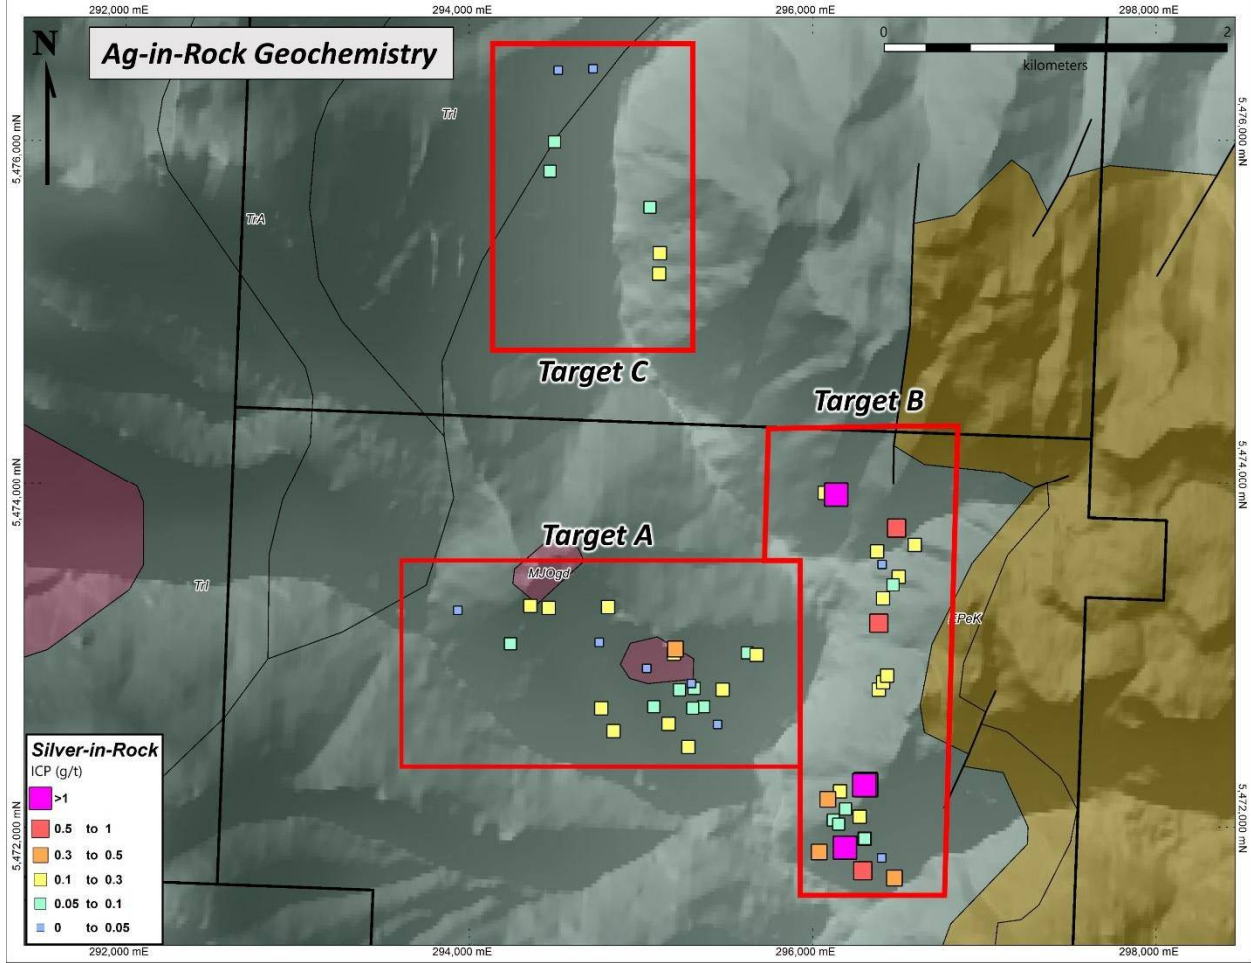 292,000 mE
294,000 mE
296,000 mE
298,000 mE
N
Ag-in-Rock Geochemistry
0
2
kilometers
TrI
5,476,000 mN
5,476,000 mN
TrA
Target C
Target B
5,474,000 mN
5,474,000 mN
Target A
MJOgd
TrI
PeK
Silver-in-Rock
ICP (g/t)
>1
0.5 to 1
0.3 to 0.5
0.1 to 0.3
0.05 to 0.1
0 to 0.05
5,472,000 mN
5,472,000 mN
292,000 mE
294,000 mE
296,000 mE
298,000 mE